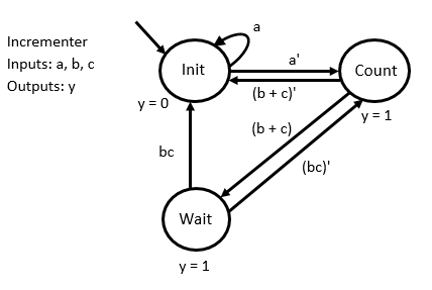 Incrementer
Inputs: a, b, c
Outputs: y
a
Init
a'
Count
(b + c)'
y = 0
y = 1
(b + c)
bc
(bc)'
Wait
y = 1